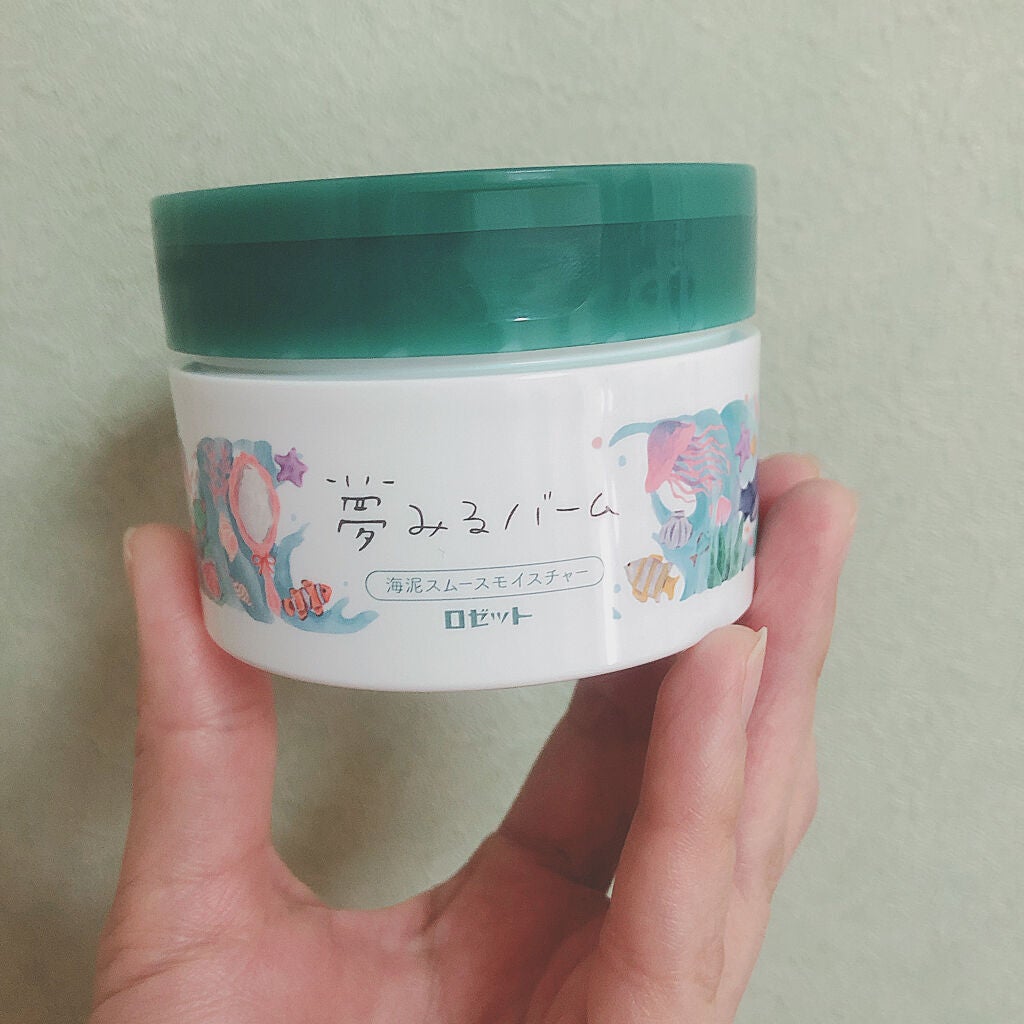 夢みるバーム
海泥スムースモイスチャー
ロゼット